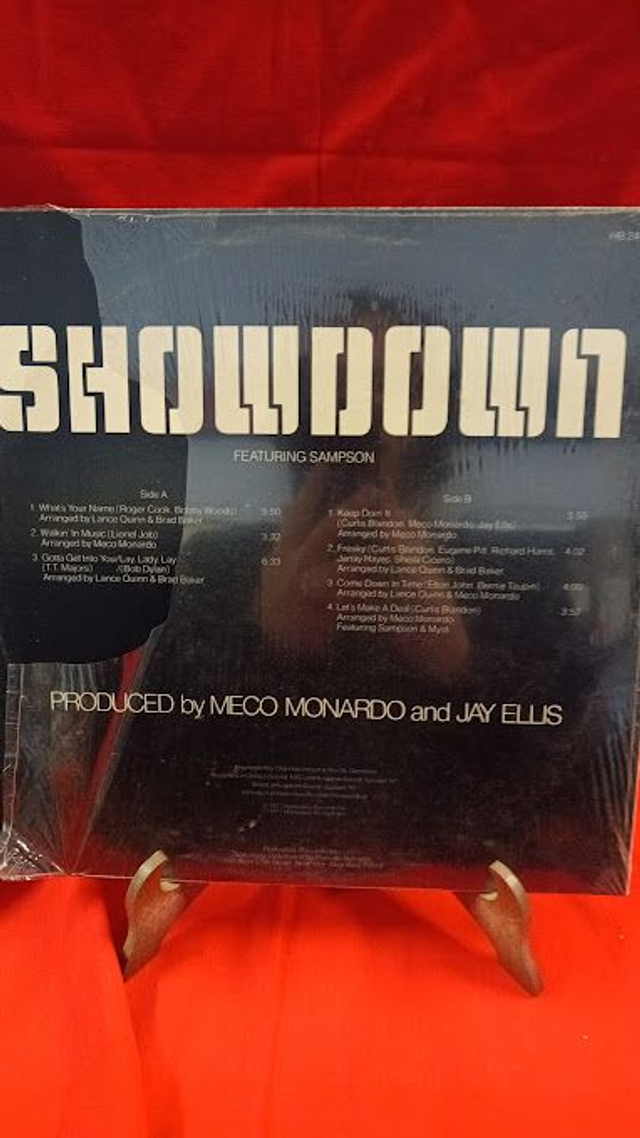 HB 24
SHOWDOWN
FEATURING SAMPSON
Side A
1. What's Your Name (Roger Cook, Bobby Woods) 3:50
Arranged by Lance Quinn & Brad Baker
2. Walkin' In Music (Lionel Job) 3:32
Arranged by Meco Monardo
3. Gotta Get Into You/Lay, Lady, Lay 6:33
(T.T. Majors) /(Bob Dylan)
Arranged by Lance Quinn & Brad Baker
Side B
1. Keep Doin' It
(Curtis Blandon, Meco Monardo, Jay Ellis)
Arranged by Meco Monardo
2. Freaky (Curtis Blandon, Eugene Pitt, Richard Harris, 4:02
Janay Hayes, Sheila Cicero)
Arranged by Lance Quinn & Brad Baker
3. Come Down In Time (Elton John, Bernie Taupin) 4:00
Arranged by Lance Quinn & Meco Monardo
4. Let's Make A Deal (Curtis Blandon) 3:57
Arranged by Meco Monardo
Featuring Sampson & Myst
PRODUCED by MECO MONARDO and JAY ELLIS